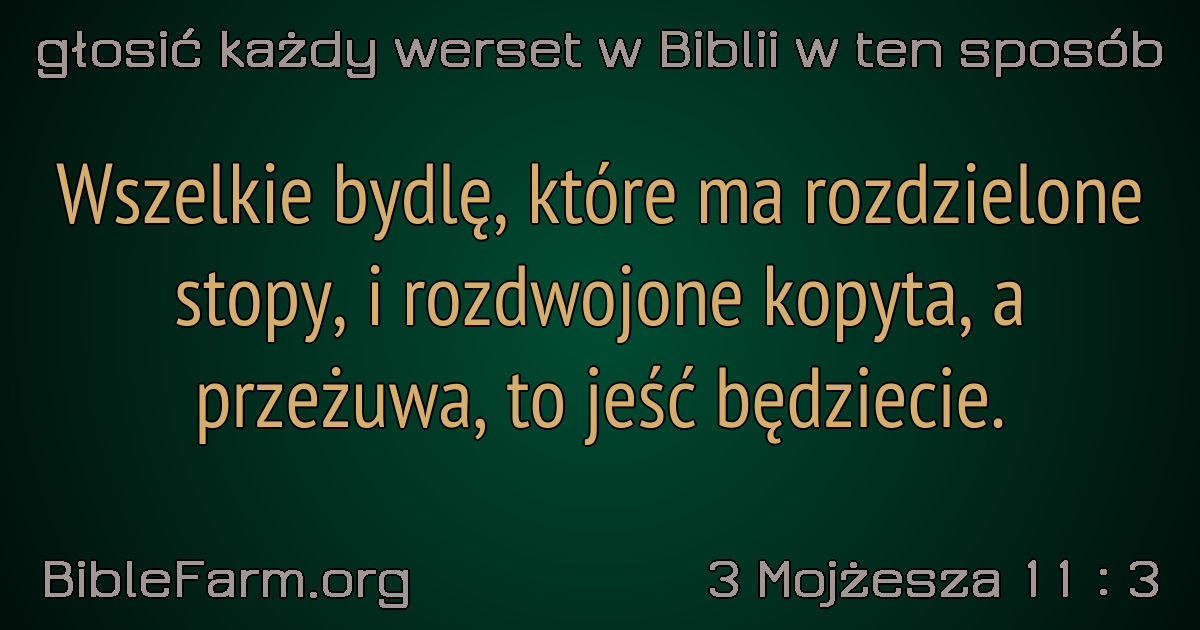 głosić każdy werset w Biblii w ten sposób
Wszelkie bydlę, które ma rozdzielone
stopy, i rozdwojone kopyta, a
przeżuwa, to jeść będziecie.
BibleFarm.org
3 Mojżesza 11 : 3